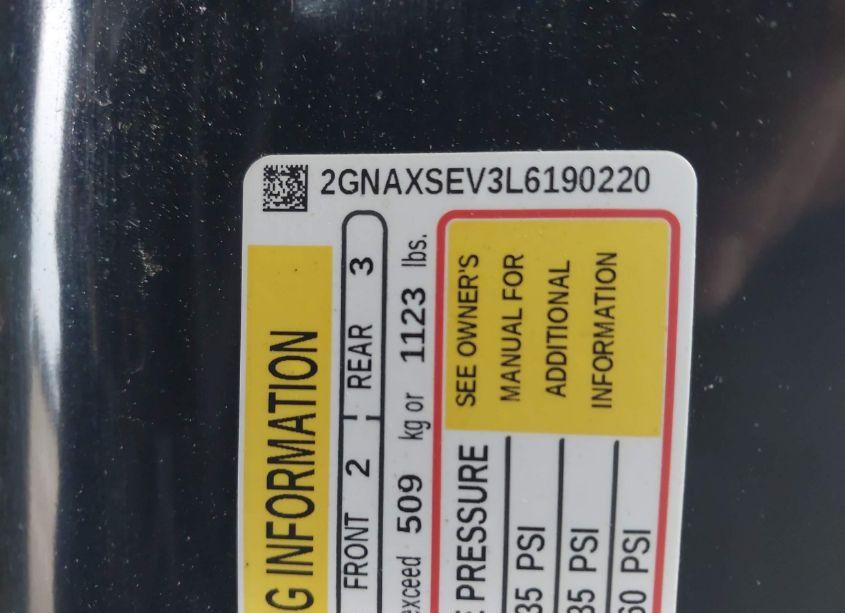 2GNAXSEV3L6190220
G INFORMATION
FRONT 2 REAR 3
exceed 509 kg or 1123 lbs.
PRESSURE
SEE OWNER'S
MANUAL FOR
ADDITIONAL
INFORMATION
35 PSI
35 PSI
60 PSI